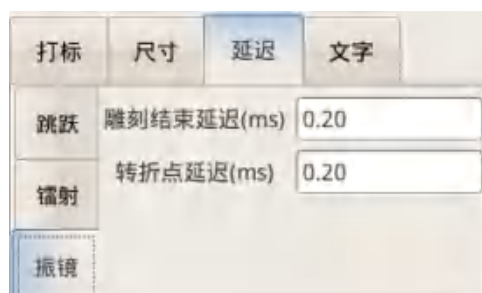 打标 尺寸 延迟 文字
跳跃 雕刻结束延迟(ms) 0.20
转折点延迟(ms) 0.20
镭射
振镜